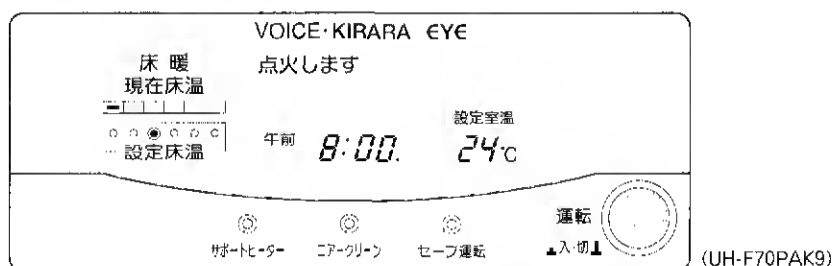 VOICE·KIRARA EYE
床暖
現在床温
設定床温
点火します
午前 8:00.
設定室温
24℃
サポートヒーター
エアークリーン
セーブ運転
運転
入·切
(UH-F70PAK9)